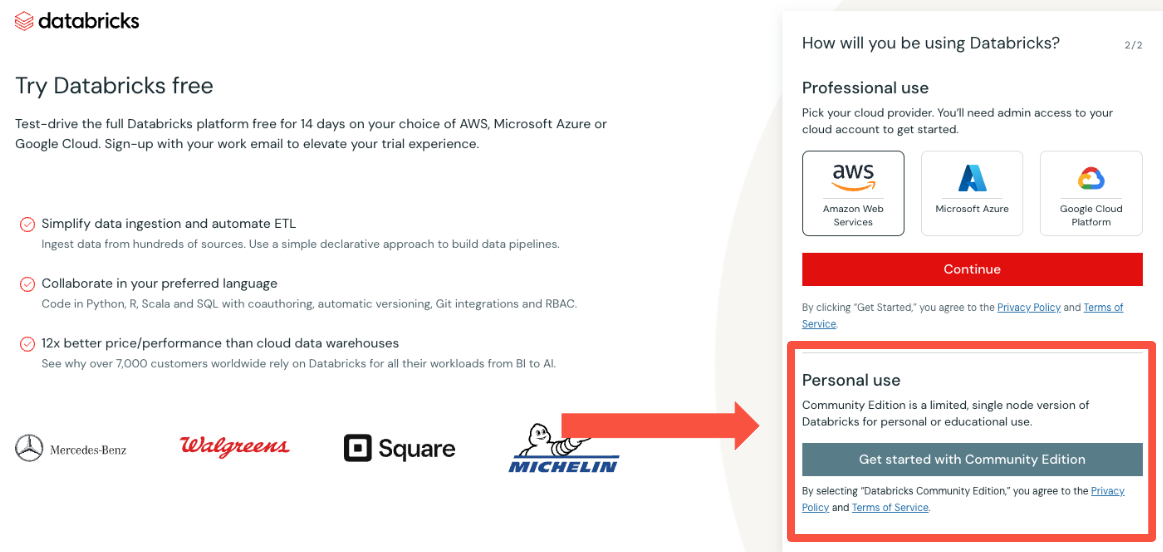 databricks
Try Databricks free
Test-drive the full Databricks platform free for 14 days on your choice of AWS, Microsoft Azure or
Google Cloud. Sign-up with your work email to elevate your trial experience.
Simplify data ingestion and automate ETL
Ingest data from hundreds of sources. Use a simple declarative approach to build data pipelines.
Collaborate in your preferred language
Code in Python, R, Scala and SQL with coauthoring, automatic versioning, Git integrations and RBAC.
12x better price/performance than cloud data warehouses
See why over 7,000 customers worldwide rely on Databricks for all their workloads from BI to AI.
Mercedes-Benz
Walgreens
Square
MICHELIN
How will you be using Databricks?
2/2
Professional use
Pick your cloud provider. You’ll need admin access to your
cloud account to get started.
aws
Amazon Web
Services
Microsoft Azure
Google Cloud
Platform
Continue
By clicking “Get Started,” you agree to the Privacy Policy and Terms of
Service.
Personal use
Community Edition is a limited, single node version of
Databricks for personal or educational use.
Get started with Community Edition
By selecting “Databricks Community Edition,” you agree to the Privacy
Policy and Terms of Service.